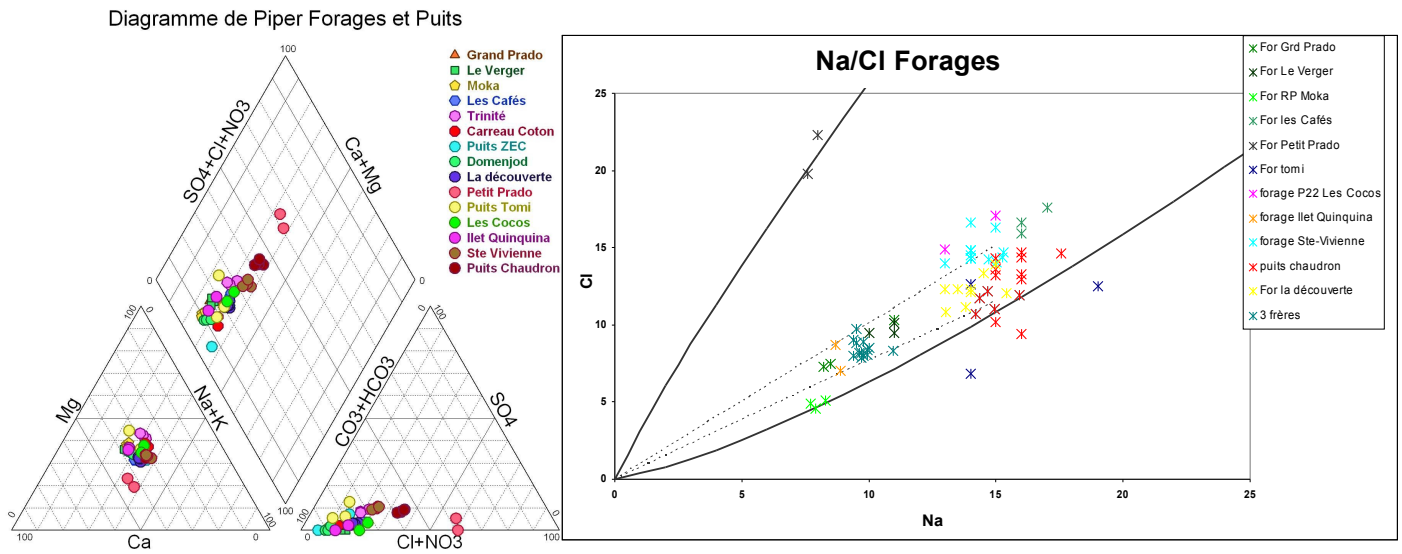 Diagramme de Piper Forages et Puits
100
SO4+Cl+NO3
Ca+Mg
0
0
Grand Prado
Le Verger
Moka
Les Cafés
Trinité
Carreau Coton
Puits ZEC
Domenjod
La découverte
Petit Prado
Puits Tomi
Les Cocos
Ilet Quinquina
Ste Vivienne
Puits Chaudron
100
0
100
0
Mg
Na+K
CO3+HCO3
SO4
0
100
100
0
100
0
100
0
100
Ca
Cl+NO3
Na/Cl Forages
25
20
15
10
5
0
Cl
0
5
10
15
20
25
Na
For Grd Prado
For Le Verger
For RP Moka
For les Cafés
For Petit Prado
For tomi
forage P22 Les Cocos
forage Ilet Quinquina
forage Ste-Vivienne
puits chaudron
For la découverte
3 frères